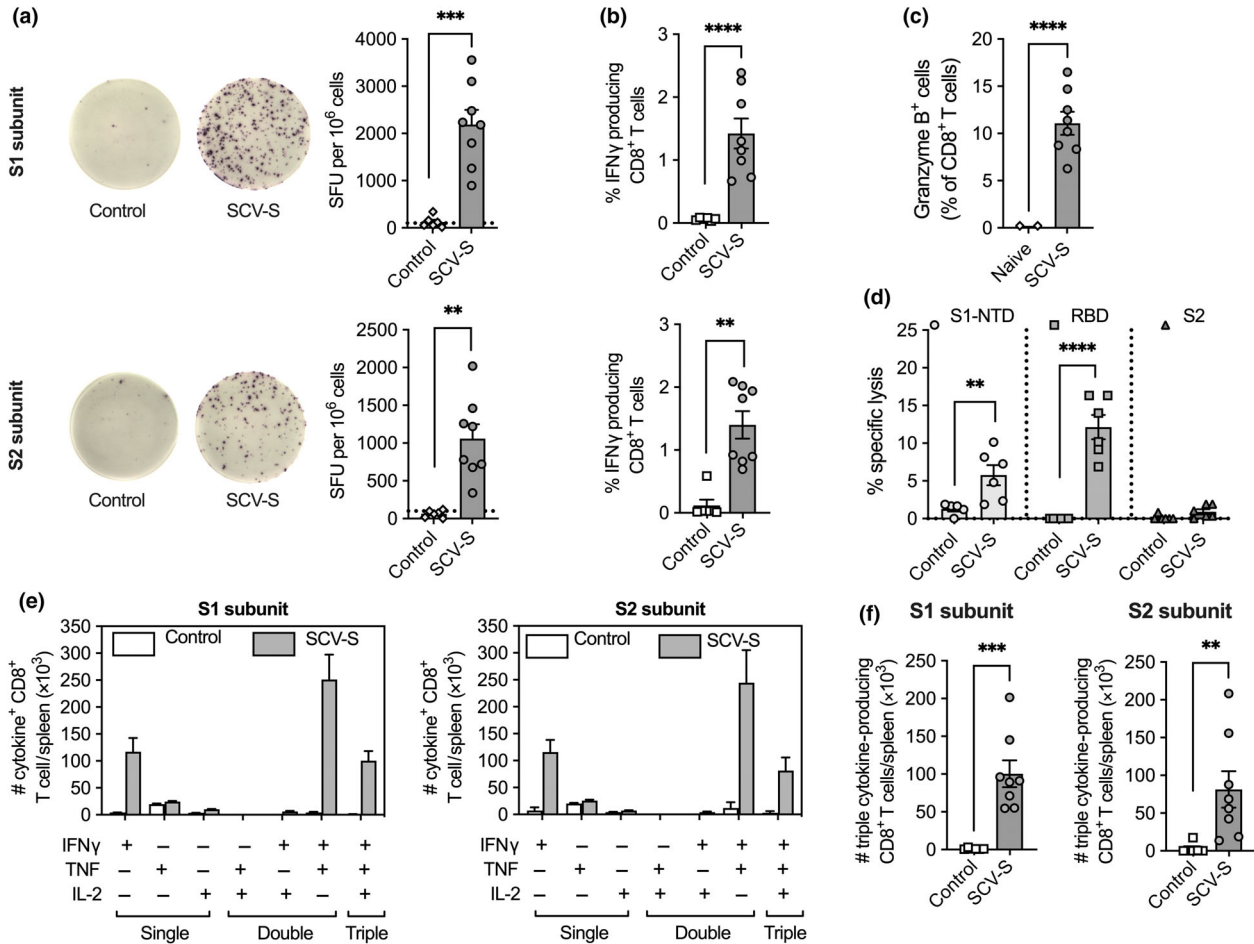 (a)
S1 subunit
Control
SCV-S
SFU per 10⁶ cells
4000
3000
2000
1000
0
***
Control
SCV-S
S2 subunit
Control
SCV-S
SFU per 10⁶ cells
2500
2000
1500
1000
500
0
**
Control
SCV-S
(b)
% IFNγ producing
CD8⁺ T cells
3
2
1
0
****
Control
SCV-S
% IFNγ producing
CD8⁺ T cells
3
2
1
0
**
Control
SCV-S
(c)
Granzyme B⁺ cells
(% of CD8⁺ T cells)
20
15
10
5
0
****
Naive
SCV-S
(d)
% specific lysis
25
20
15
10
5
0
S1-NTD
RBD
S2
**
****
Control
SCV-S
Control
SCV-S
Control
SCV-S
(e)
S1 subunit
# cytokine⁺ CD8⁺
T cell/spleen (×10³)
350
300
250
200
150
100
50
0
Control
SCV-S
IFNγ + – – – + + +
TNF – + – + – + +
IL-2 – – + + + – +
Single
Double
Triple
S2 subunit
# cytokine⁺ CD8⁺
T cell/spleen (×10³)
350
300
250
200
150
100
50
0
Control
SCV-S
+ – – – + + +
– + – + – + +
– – + + + – +
Single
Double
Triple
(f)
S1 subunit
# triple cytokine-producing
CD8⁺ T cells/spleen (×10³)
250
200
150
100
50
0
***
Control
SCV-S
S2 subunit
# triple cytokine-producing
CD8⁺ T cells/spleen (×10³)
250
200
150
100
50
0
**
Control
SCV-S